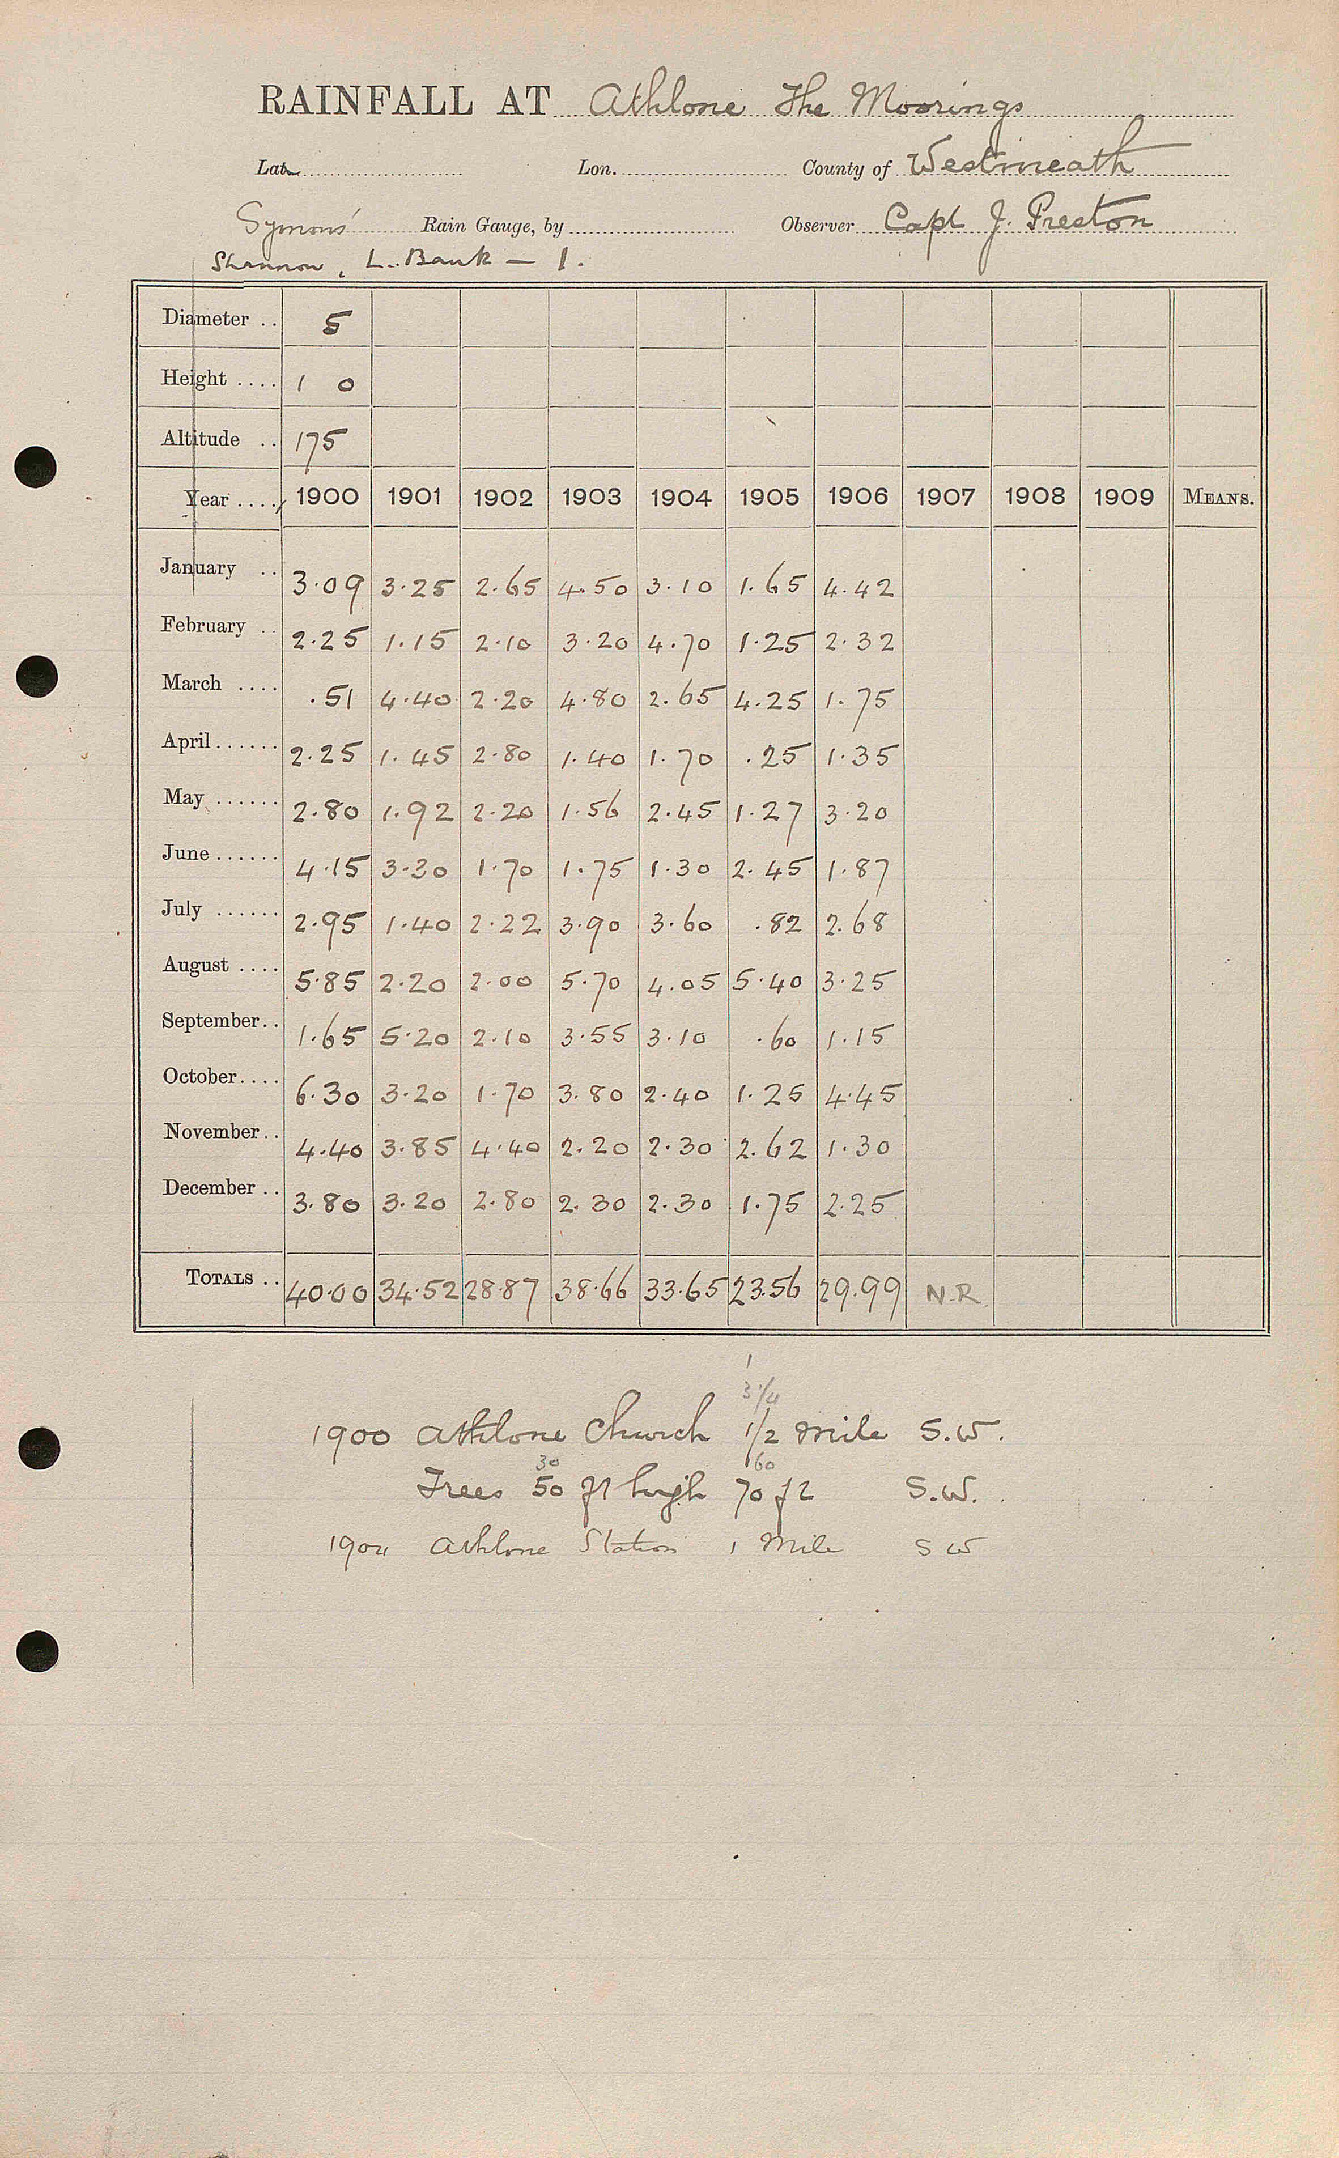 RAINFALL AT Athlone The Moorings
Lat. Lon. County of Westmeath
Symons' Rain Gauge, by Observer Capt J. Preston
Shannon, L. Bank — 1.
Diameter .. 5
Height .... 1 0
Altitude .. 175
Year .... 1900 1901 1902 1903 1904 1905 1906 1907 1908 1909 MEANS.
January .. 3.09 3.25 2.65 4.50 3.10 1.65 4.42
February .. 2.25 1.15 2.10 3.20 4.70 1.25 2.32
March .... .51 4.40 2.20 4.80 2.65 4.25 1.75
April...... 2.25 1.45 2.80 1.40 1.70 .25 1.35
May ...... 2.80 1.92 2.20 1.56 2.45 1.27 3.20
June...... 4.15 3.30 1.70 1.75 1.30 2.45 1.87
July ...... 2.95 1.40 2.22 3.90 3.60 .82 2.68
August .... 5.85 2.20 2.00 5.70 4.05 5.40 3.25
September.. 1.65 5.20 2.10 3.55 3.10 .60 1.15
October.... 6.30 3.20 1.70 3.80 2.40 1.25 4.45
November.. 4.40 3.85 4.40 2.20 2.30 2.62 1.30
December .. 3.80 3.20 2.80 2.30 2.30 1.75 2.25
TOTALS .. 40.00 34.52 28.87 38.66 33.65 23.56 29.99 N.R.
1
3/4
1900 Athlone Church 1/2 mile S.W.
30 60
Trees 50 ft high 70 ft S.W.
Athlone Station 1 Mile S W